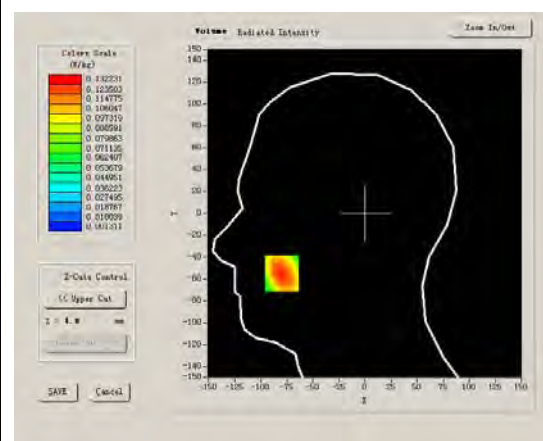 Volume Radiated Intensity
Zoom In/Out
Colors Scale
(W/kg)
0.132231
0.123503
0.114775
0.106047
0.097319
0.088591
0.079863
0.071135
0.062407
0.053679
0.044951
0.036223
0.027495
0.018767
0.010039
0.001311
Z-Cuts Control
<< Upper Cut
mm
SAVE
Cancel
150
120
100
80
60
40
20
0
-20
-40
-60
-80
-100
-120
-150
Y
-150 -125 -100 -75 -50 -25 0 25 50 75 100 125 150
X